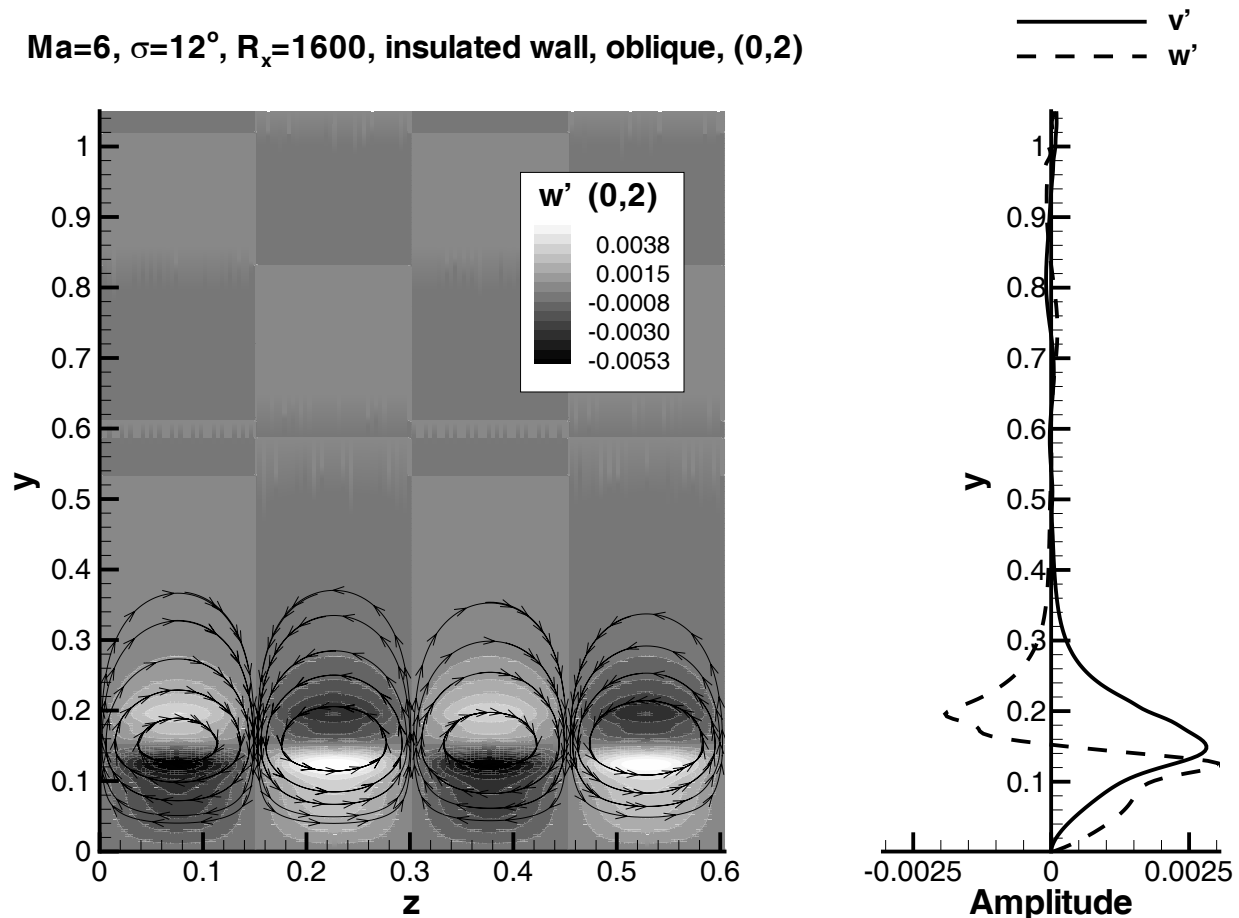 Ma=6, σ=12°, Rx=1600, insulated wall, oblique, (0,2)
v'
w'
w' (0,2)
0.0038
0.0015
-0.0008
-0.0030
-0.0053
y
1
0.9
0.8
0.7
0.6
0.5
0.4
0.3
0.2
0.1
0
0 0.1 0.2 0.3 0.4 0.5 0.6
z
y
1
0.9
0.8
0.7
0.6
0.5
0.4
0.3
0.2
0.1
-0.0025 0 0.0025
Amplitude